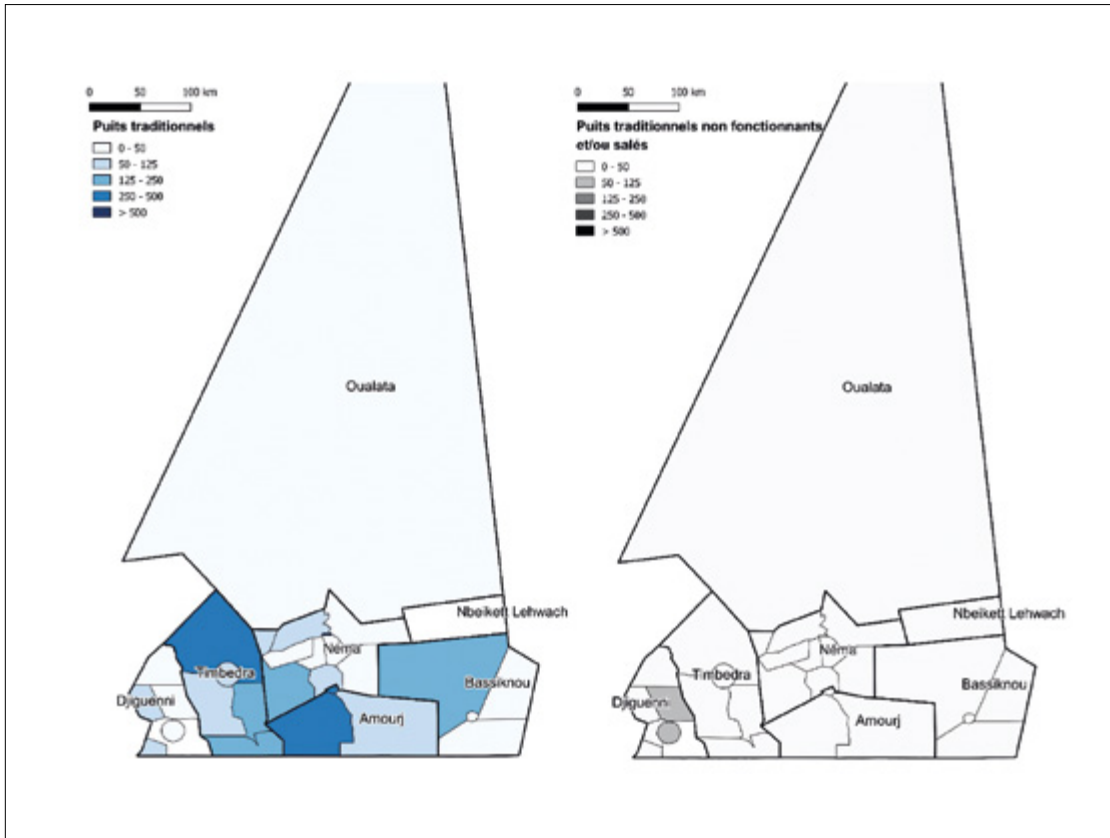 0 50 100 km
Puits traditionnels
0 - 50
50 - 125
125 - 250
250 - 500
> 500
Oualata
Nbeikett Lehwach
Néma
Timbedra
Bassiknou
Djiguenni
Amourj
0 50 100 km
Puits traditionnels non fonctionnants
et/ou salés
0 - 50
50 - 125
125 - 250
250 - 500
> 500
Oualata
Nbeikett Lehwach
Néma
Timbedra
Bassiknou
Djiguenni
Amourj